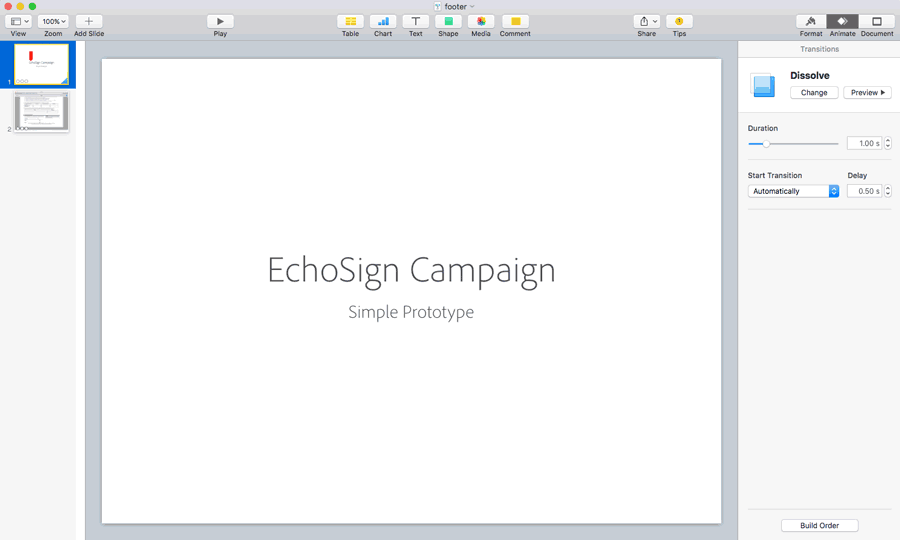 footer
100%
View
Zoom
Add Slide
Play
Table
Chart
Text
Shape
Media
Comment
Share
Tips
Format
Animate
Document
Transitions
Dissolve
Change
Preview
Duration
1.00 s
Start Transition
Delay
Automatically
0.50 s
Build Order
1
2
EchoSign Campaign
Simple Prototype